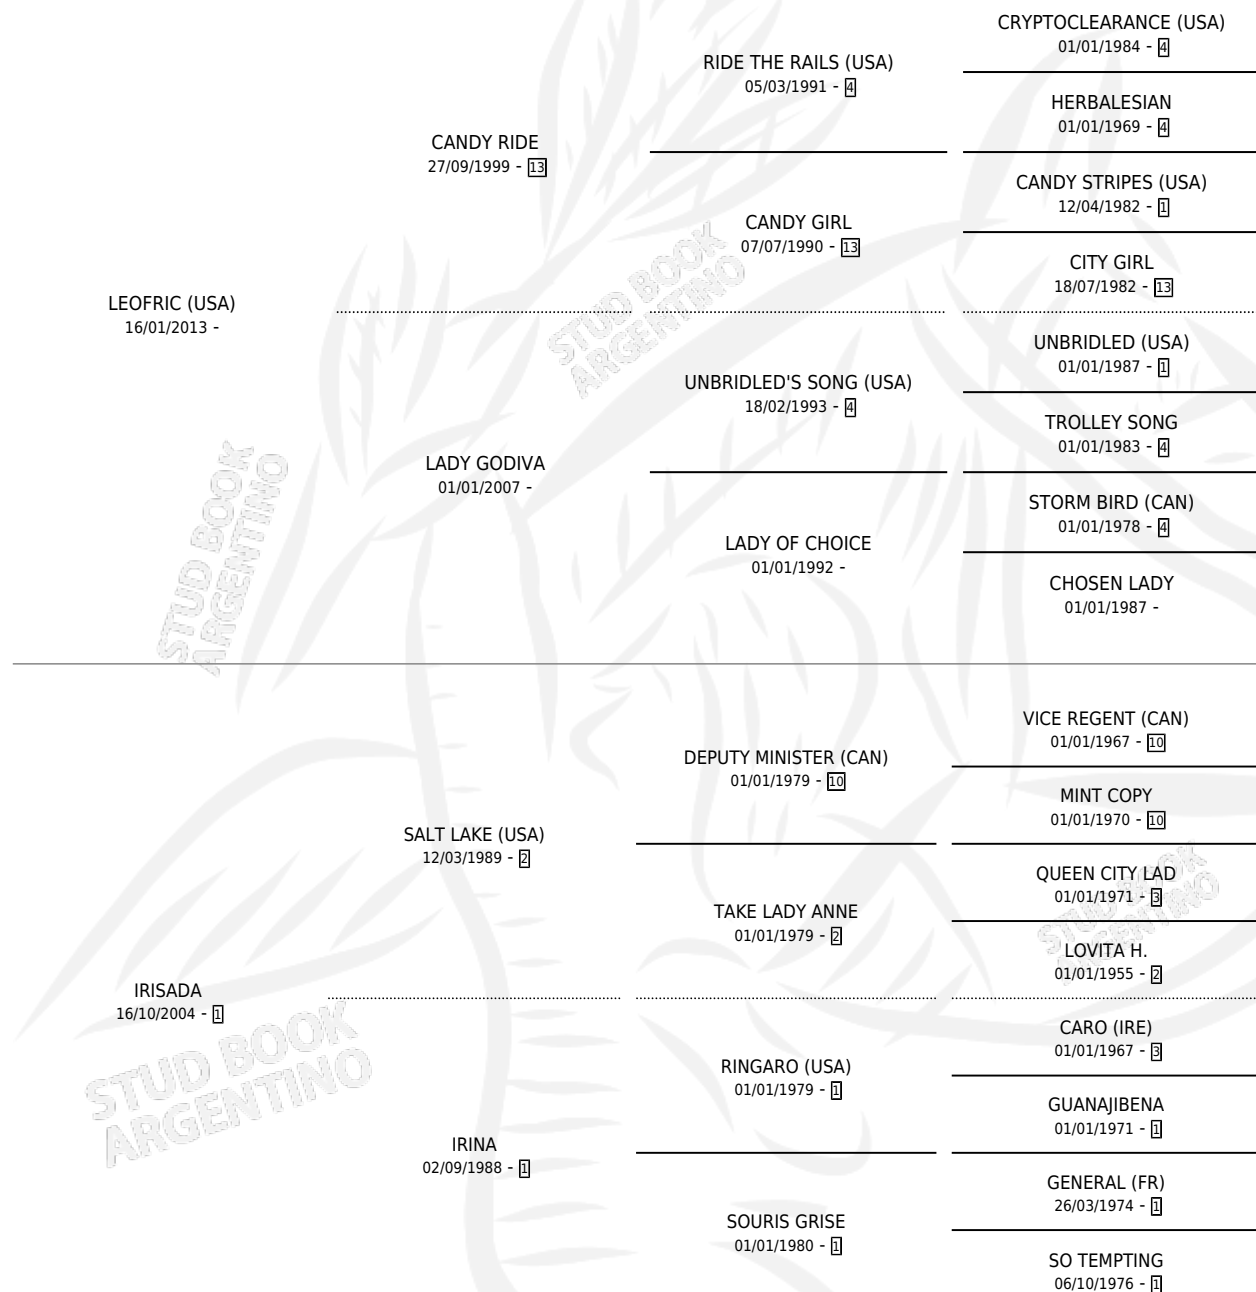 CRYPTOCLEARANCE (USA)
01/01/1984 - 4
RIDE THE RAILS (USA)
05/03/1991 - 4
HERBALESIAN
01/01/1969 - 4
CANDY RIDE
27/09/1999 - 13
CANDY STRIPES (USA)
12/04/1982 - 1
CANDY GIRL
07/07/1990 - 13
CITY GIRL
18/07/1982 - 13
LEOFRIC (USA)
16/01/2013 -
UNBRIDLED (USA)
01/01/1987 - 1
UNBRIDLED'S SONG (USA)
18/02/1993 - 4
TROLLEY SONG
01/01/1983 - 4
LADY GODIVA
01/01/2007 -
STORM BIRD (CAN)
01/01/1978 - 4
LADY OF CHOICE
01/01/1992 -
CHOSEN LADY
01/01/1987 -
VICE REGENT (CAN)
01/01/1967 - 10
DEPUTY MINISTER (CAN)
01/01/1979 - 10
MINT COPY
01/01/1970 - 10
SALT LAKE (USA)
12/03/1989 - 2
QUEEN CITY LAD
01/01/1971 - 3
TAKE LADY ANNE
01/01/1979 - 2
LOVITA H.
01/01/1955 - 2
IRISADA
16/10/2004 - 1
CARO (IRE)
01/01/1967 - 3
RINGARO (USA)
01/01/1979 - 1
GUANAJIBENA
01/01/1971 - 1
IRINA
02/09/1988 - 1
GENERAL (FR)
26/03/1974 - 1
SOURIS GRISE
01/01/1980 - 1
SO TEMPTING
06/10/1976 - 1
STUD BOOK
ARGENTINO
STUD BOOK
ARGENTINO
STUD BOOK
ARGENTINO
STUD BOOK
ARGENTINO